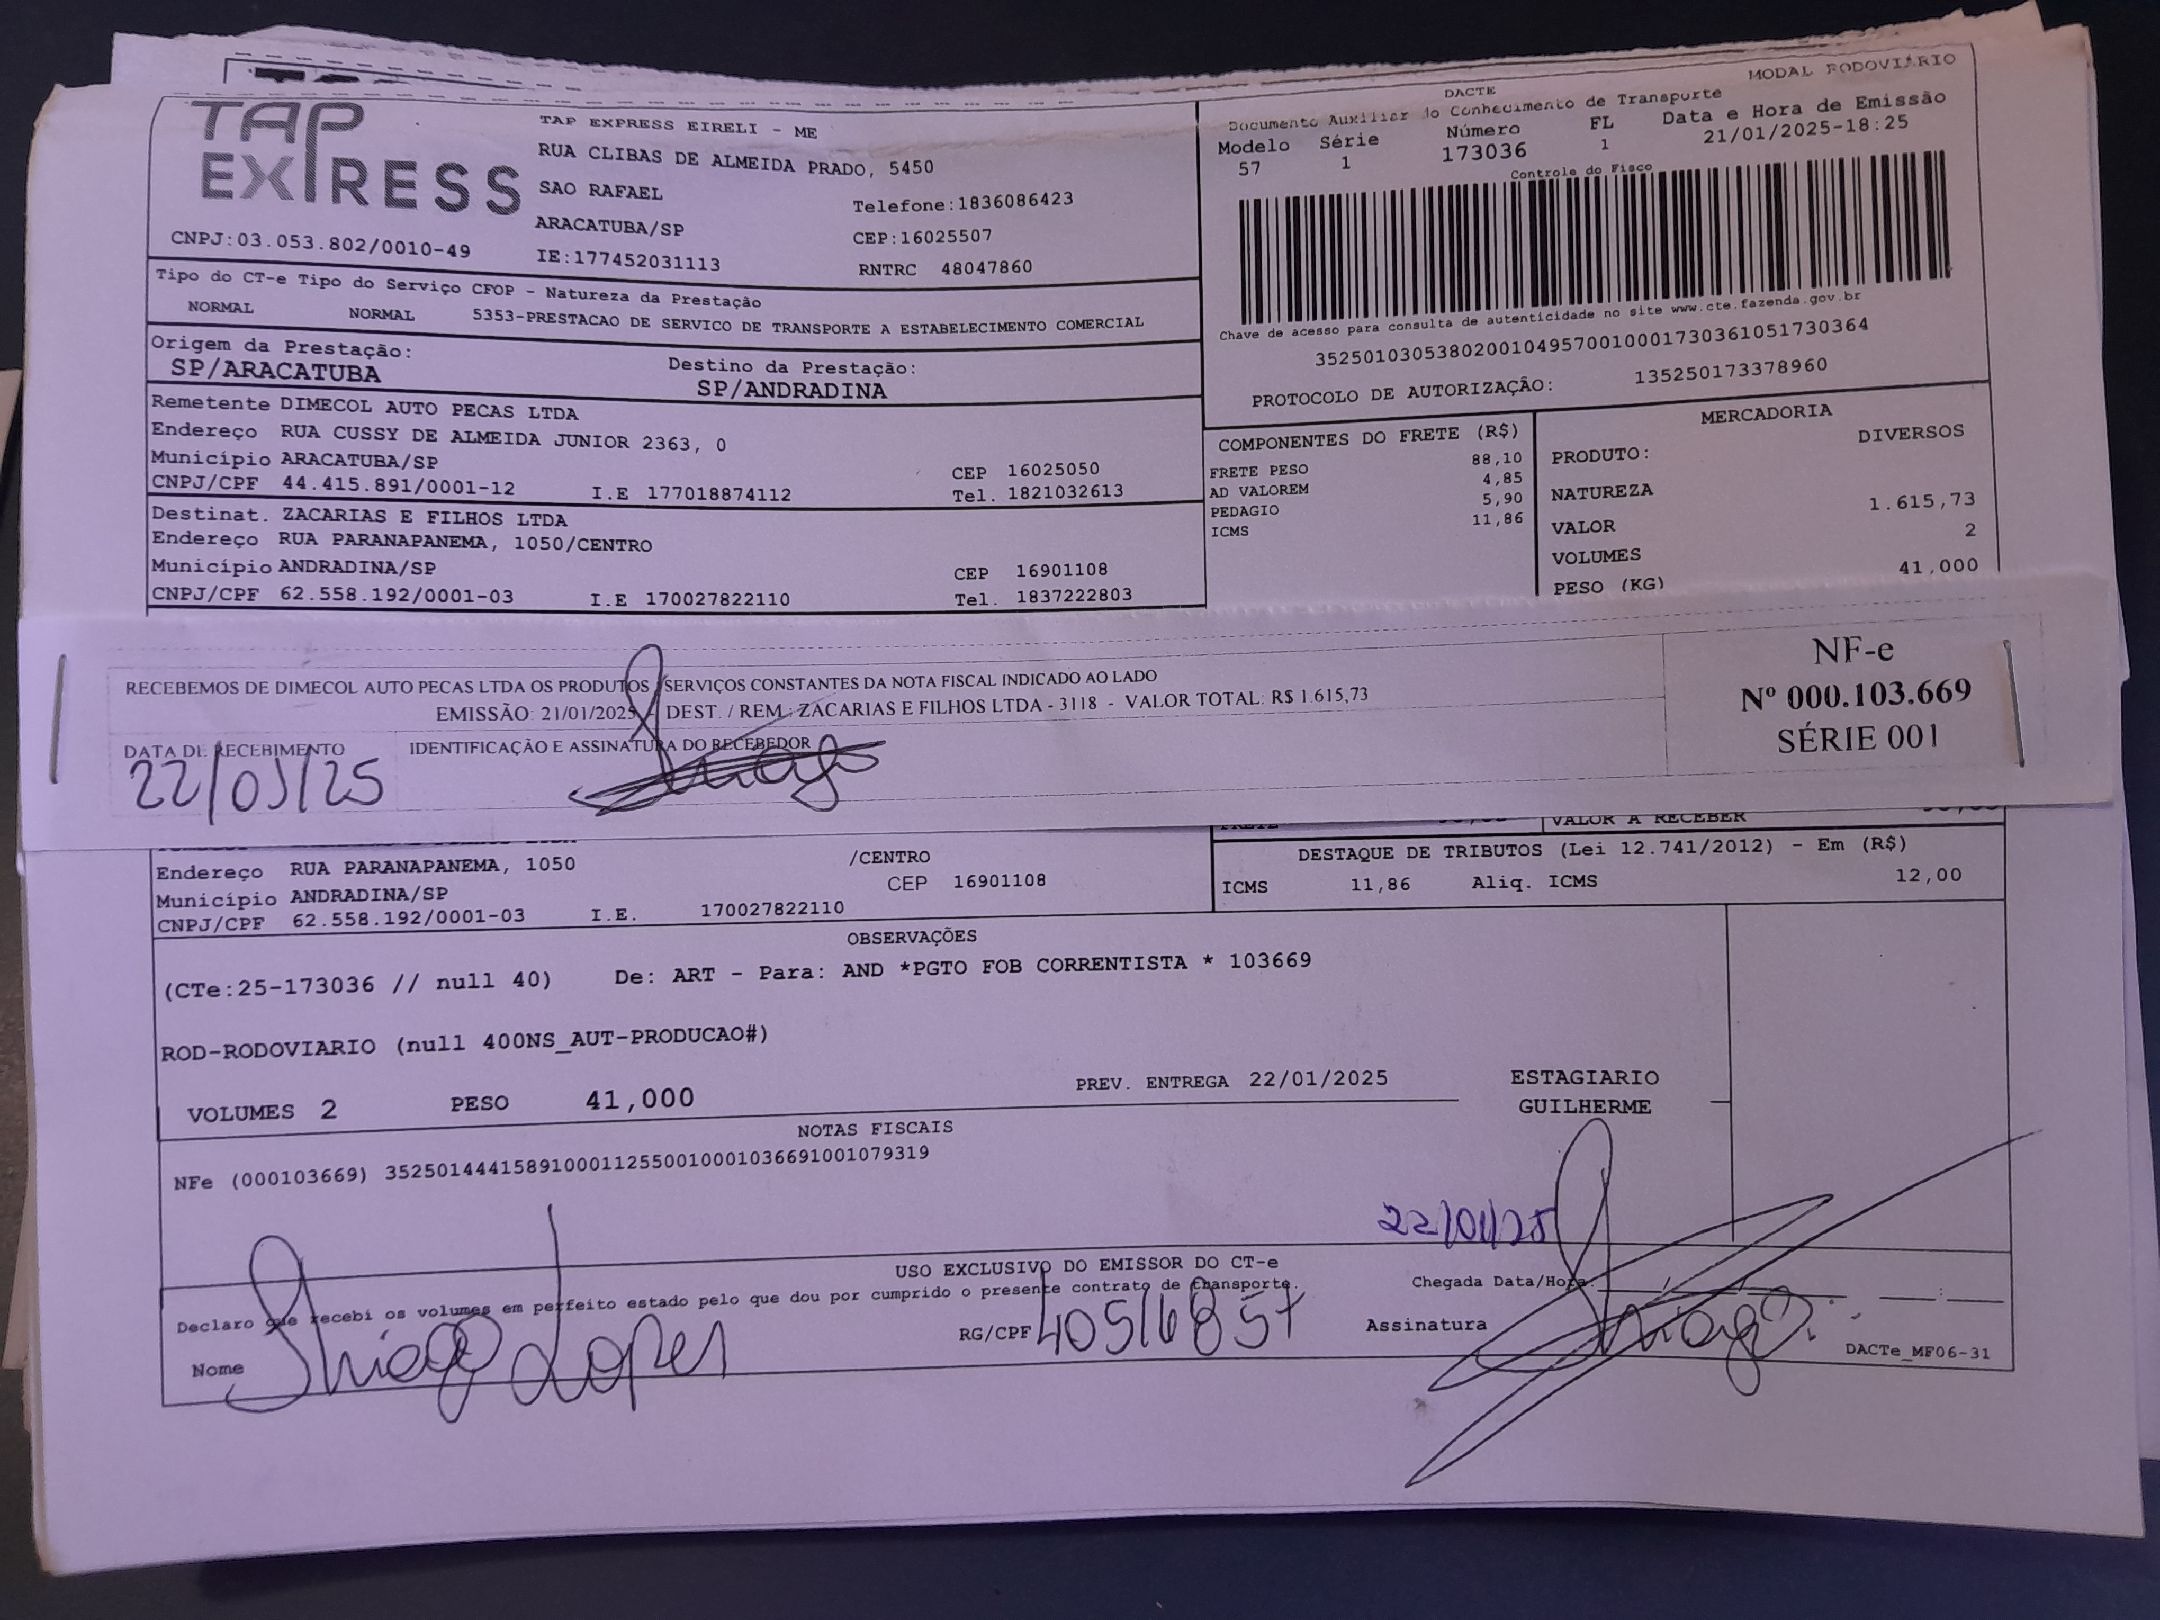 TAP
EXPRESS
CNPJ:03.053.802/0010-49
TAP EXPRESS EIRELI - ME
RUA CLIBAS DE ALMEIDA PRADO, 5450
SAO RAFAEL
Telefone:1836086423
ARACATUBA/SP
CEP:16025507
IE:177452031113
RNTRC 48047860
MODAL RODOVIÁRIO
DACTE
Documento Auxiliar do Conhecimento de Transporte
Modelo Série Número FL Data e Hora de Emissão
57 1 173036 1 21/01/2025-18:25
Controle do Fisco
Chave de acesso para consulta de autenticidade no site www.cte.fazenda.gov.br
35250103053802001049570010001730361051730364
PROTOCOLO DE AUTORIZAÇÃO: 135250173378960
Tipo do CT-e Tipo do Serviço CFOP - Natureza da Prestação
NORMAL NORMAL 5353-PRESTACAO DE SERVICO DE TRANSPORTE A ESTABELECIMENTO COMERCIAL
Origem da Prestação: Destino da Prestação:
SP/ARACATUBA SP/ANDRADINA
Remetente DIMECOL AUTO PECAS LTDA
Endereço RUA CUSSY DE ALMEIDA JUNIOR 2363, 0
Município ARACATUBA/SP CEP 16025050
CNPJ/CPF 44.415.891/0001-12 I.E 177018874112 Tel. 1821032613
Destinat. ZACARIAS E FILHOS LTDA
Endereço RUA PARANAPANEMA, 1050/CENTRO
Município ANDRADINA/SP CEP 16901108
CNPJ/CPF 62.558.192/0001-03 I.E 170027822110 Tel. 1837222803
COMPONENTES DO FRETE (R$)
FRETE PESO 88,10
AD VALOREM 4,85
PEDAGIO 5,90
ICMS 11,86
MERCADORIA
PRODUTO: DIVERSOS
NATUREZA
VALOR 1.615,73
VOLUMES 2
PESO (KG) 41,000
RECEBEMOS DE DIMECOL AUTO PECAS LTDA OS PRODUTOS / SERVIÇOS CONSTANTES DA NOTA FISCAL INDICADO AO LADO
EMISSÃO: 21/01/2025 - DEST. / REM.: ZACARIAS E FILHOS LTDA - 3118 - VALOR TOTAL: R$ 1.615,73
DATA DE RECEBIMENTO IDENTIFICAÇÃO E ASSINATURA DO RECEBEDOR
22/01/25 Thiago
NF-e
Nº 000.103.669
SÉRIE 001
FRETE VALOR A RECEBER
Endereço RUA PARANAPANEMA, 1050 /CENTRO
Município ANDRADINA/SP CEP 16901108
CNPJ/CPF 62.558.192/0001-03 I.E. 170027822110
DESTAQUE DE TRIBUTOS (Lei 12.741/2012) - Em (R$)
ICMS 11,86 Aliq. ICMS 12,00
OBSERVAÇÕES
(CTe:25-173036 // null 40) De: ART - Para: AND *PGTO FOB CORRENTISTA * 103669
ROD-RODOVIARIO (null 400NS_AUT-PRODUCAO#)
VOLUMES 2 PESO 41,000 PREV. ENTREGA 22/01/2025
ESTAGIARIO
GUILHERME
NOTAS FISCAIS
NFe (000103669) 35250144415891000112550010001036691001079319
22/01/25
USO EXCLUSIVO DO EMISSOR DO CT-e
Declaro que recebi os volumes em perfeito estado pelo que dou por cumprido o presente contrato de transporte.
Chegada Data/Hora:
Nome Thiago Lopes RG/CPF 40516857 Assinatura Thiago
DACTe_MF06-31